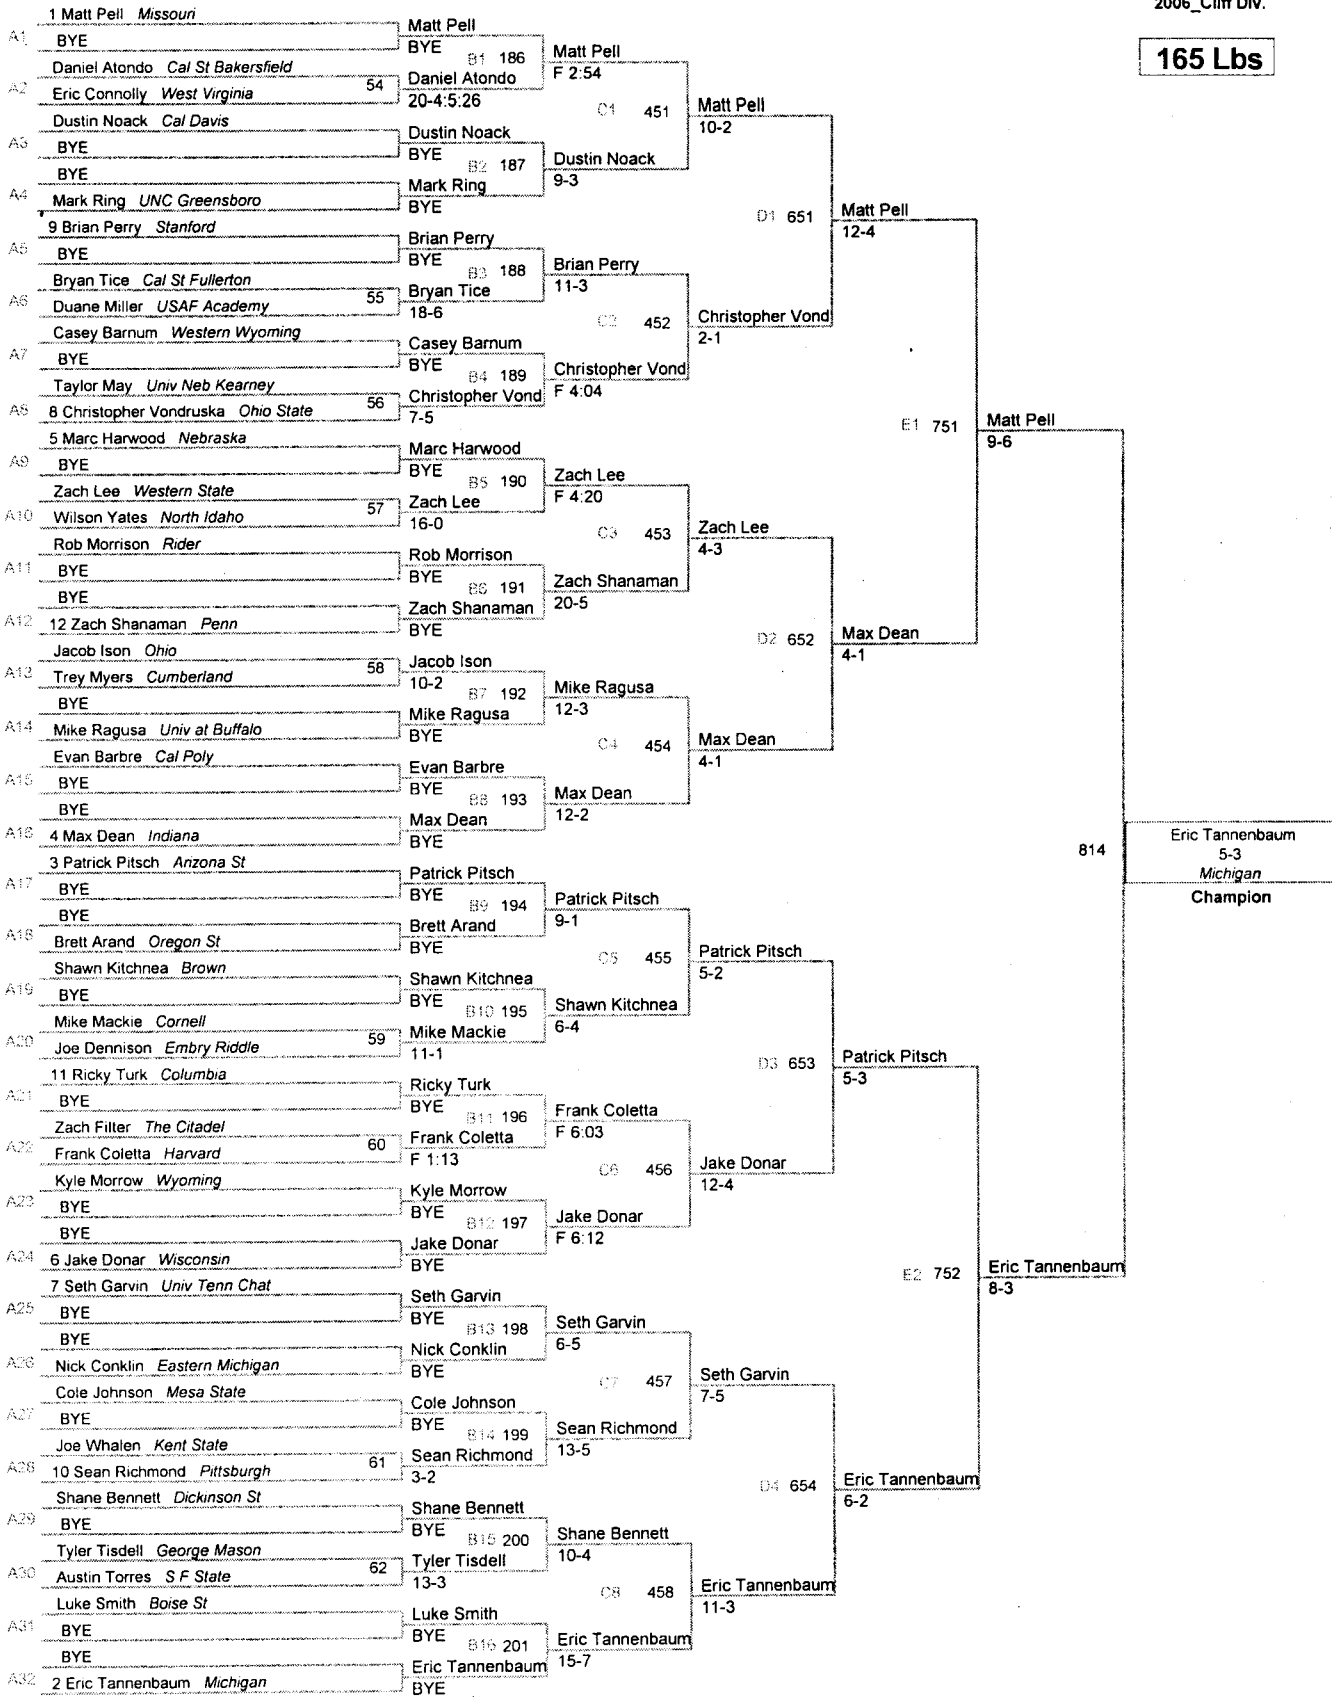 2006_Cliff Div.
165 Lbs
1 Matt Pell Missouri
A1 BYE
Daniel Atondo Cal St Bakersfield
A2 Eric Connolly West Virginia 54
Dustin Noack Cal Davis
A3 BYE
BYE
A4 Mark Ring UNC Greensboro
9 Brian Perry Stanford
A5 BYE
Bryan Tice Cal St Fullerton
A6 Duane Miller USAF Academy 55
Casey Barnum Western Wyoming
A7 BYE
Taylor May Univ Neb Kearney
A8 8 Christopher Vondruska Ohio State 56
5 Marc Harwood Nebraska
A9 BYE
Zach Lee Western State
A10 Wilson Yates North Idaho 57
Rob Morrison Rider
A11 BYE
BYE
A12 12 Zach Shanaman Penn
Jacob Ison Ohio
A13 Trey Myers Cumberland 58
BYE
A14 Mike Ragusa Univ at Buffalo
Evan Barbre Cal Poly
A15 BYE
BYE
A16 4 Max Dean Indiana
3 Patrick Pitsch Arizona St
A17 BYE
BYE
A18 Brett Arand Oregon St
Shawn Kitchnea Brown
A19 BYE
Mike Mackie Cornell
A20 Joe Dennison Embry Riddle 59
11 Ricky Turk Columbia
A21 BYE
Zach Filter The Citadel
A22 Frank Coletta Harvard 60
Kyle Morrow Wyoming
A23 BYE
BYE
A24 6 Jake Donar Wisconsin
7 Seth Garvin Univ Tenn Chat
A25 BYE
BYE
A26 Nick Conklin Eastern Michigan
Cole Johnson Mesa State
A27 BYE
Joe Whalen Kent State
A28 10 Sean Richmond Pittsburgh 61
Shane Bennett Dickinson St
A29 BYE
Tyler Tisdell George Mason
A30 Austin Torres S F State 62
Luke Smith Boise St
A31 BYE
BYE
A32 2 Eric Tannenbaum Michigan
Matt Pell
BYE
B1 186
Daniel Atondo
20-4:5:26
Dustin Noack
BYE
B2 187
Mark Ring
BYE
Brian Perry
BYE
B3 188
Bryan Tice
18-6
Casey Barnum
BYE
B4 189
Christopher Vond
7-5
Marc Harwood
BYE
B5 190
Zach Lee
16-0
Rob Morrison
BYE
B6 191
Zach Shanaman
BYE
Jacob Ison
10-2
B7 192
Mike Ragusa
BYE
Evan Barbre
BYE
B8 193
Max Dean
BYE
Patrick Pitsch
BYE
B9 194
Brett Arand
BYE
Shawn Kitchnea
BYE
B10 195
Mike Mackie
11-1
Ricky Turk
BYE
B11 196
Frank Coletta
F 1:13
Kyle Morrow
BYE
B12 197
Jake Donar
BYE
Seth Garvin
BYE
B13 198
Nick Conklin
BYE
Cole Johnson
BYE
B14 199
Sean Richmond
3-2
Shane Bennett
BYE
B15 200
Tyler Tisdell
13-3
Luke Smith
BYE
B16 201
Eric Tannenbaum
BYE
Matt Pell
F 2:54
C1 451
Dustin Noack
9-3
Brian Perry
11-3
C2 452
Christopher Vond
F 4:04
Zach Lee
F 4:20
C3 453
Zach Shanaman
20-5
Mike Ragusa
12-3
C4 454
Max Dean
12-2
Patrick Pitsch
9-1
C5 455
Shawn Kitchnea
6-4
Frank Coletta
F 6:03
C6 456
Jake Donar
F 6:12
Seth Garvin
6-5
C7 457
Sean Richmond
13-5
Shane Bennett
10-4
C8 458
Eric Tannenbaum
15-7
Matt Pell
10-2
D1 651
Christopher Vond
2-1
Zach Lee
4-3
D2 652
Max Dean
4-1
Patrick Pitsch
5-2
D3 653
Jake Donar
12-4
Seth Garvin
7-5
D4 654
Eric Tannenbaum
11-3
Matt Pell
12-4
E1 751
Max Dean
4-1
Patrick Pitsch
5-3
E2 752
Eric Tannenbaum
6-2
Matt Pell
9-6
814
Eric Tannenbaum
8-3
Eric Tannenbaum
5-3
Michigan
Champion